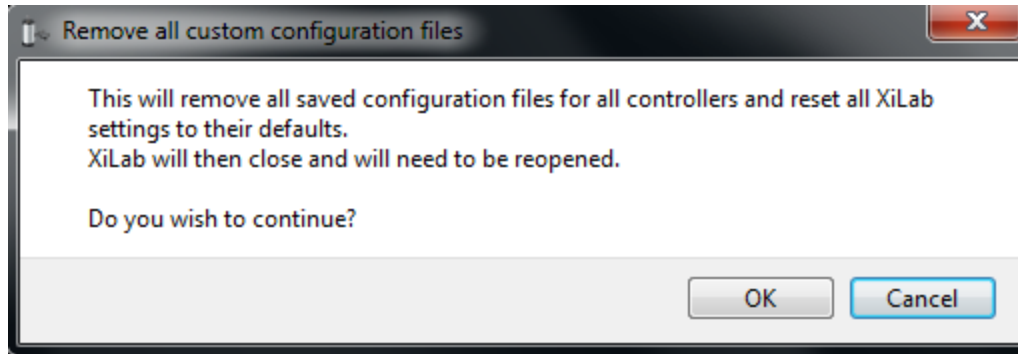 Remove all custom configuration files
This will remove all saved configuration files for all controllers and reset all XiLab
settings to their defaults.
XiLab will then close and will need to be reopened.
Do you wish to continue?
OK
Cancel